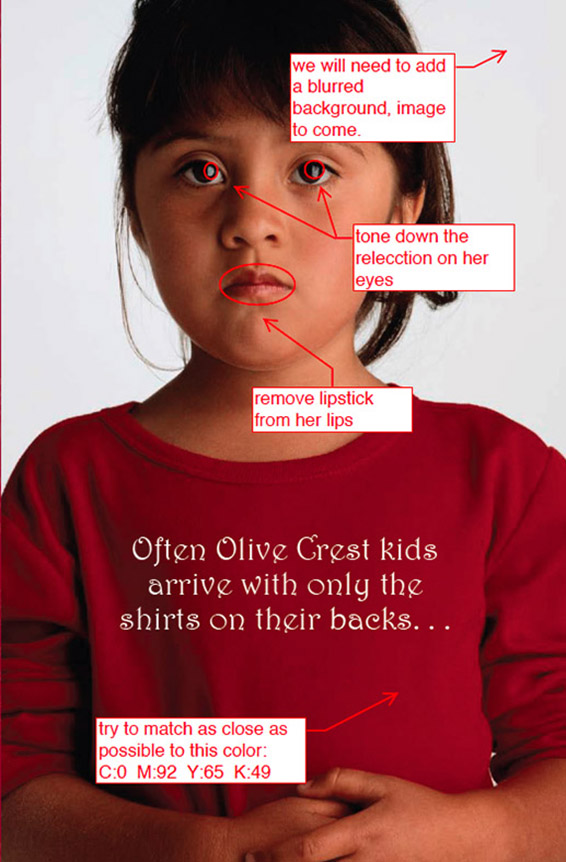 we will need to add
a blurred
background, image
to come.
tone down the
relecction on her
eyes
remove lipstick
from her lips
Often Olive Crest kids
arrive with only the
shirts on their backs. . .
try to match as close as
possible to this color:
C:0 M:92 Y:65 K:49